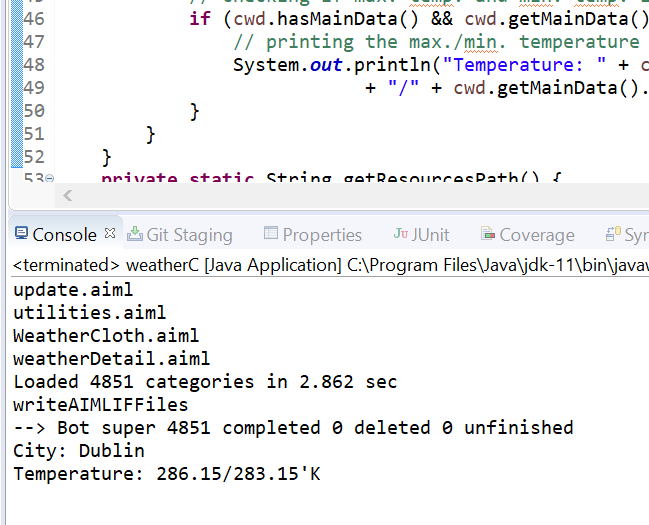 46 if (cwd.hasMainData() && cwd.getMainData()
47 // printing the max./min. temperature
48 System.out.println("Temperature: " + c
49 + "/" + cwd.getMainData().
50 }
51 }
52 }
53 private static String getResourcesPath() {
Console Git Staging Properties JUnit Coverage Syn
<terminated> weatherC [Java Application] C:\Program Files\Java\jdk-11\bin\javaw
update.aiml
utilities.aiml
WeatherCloth.aiml
weatherDetail.aiml
Loaded 4851 categories in 2.862 sec
writeAIMLIFFiles
--> Bot super 4851 completed 0 deleted 0 unfinished
City: Dublin
Temperature: 286.15/283.15'K